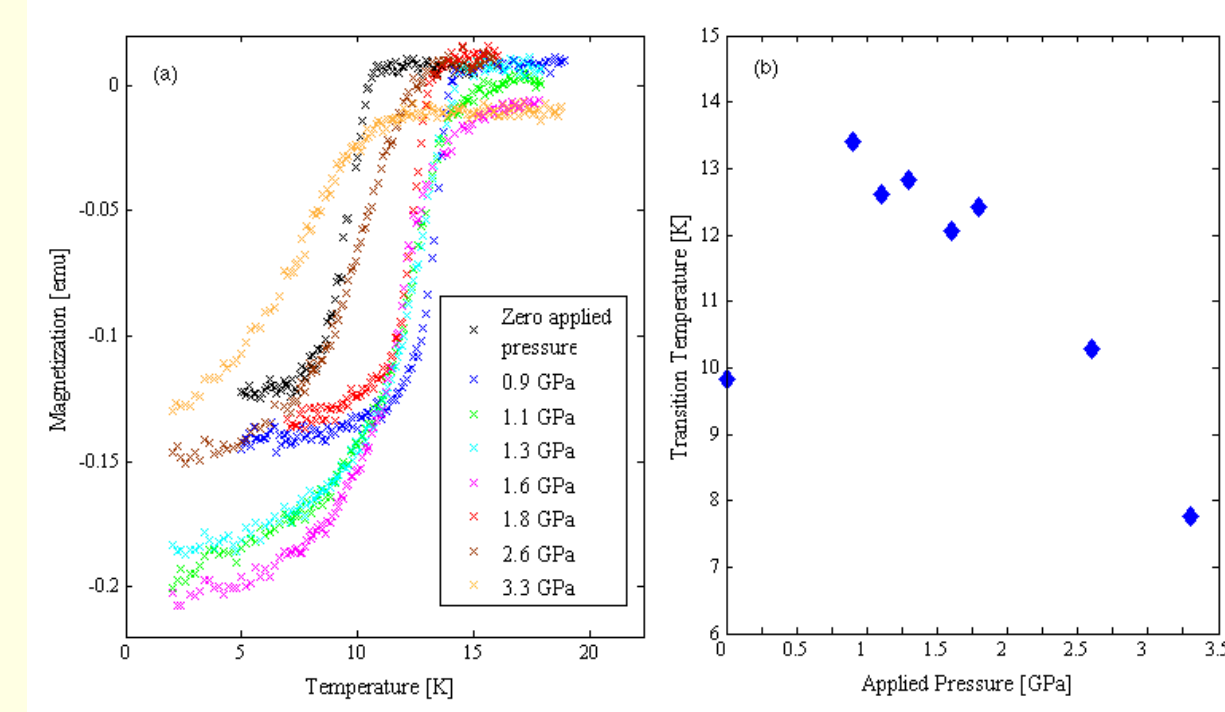 (a)
0
-0.05
-0.1
-0.15
-0.2
Magnetization [emu]
0 5 10 15 20
Temperature [K]
Zero applied
pressure
0.9 GPa
1.1 GPa
1.3 GPa
1.6 GPa
1.8 GPa
2.6 GPa
3.3 GPa
(b)
15
14
13
12
11
10
9
8
7
6
Transition Temperature [K]
0 0.5 1 1.5 2 2.5 3 3.5
Applied Pressure [GPa]